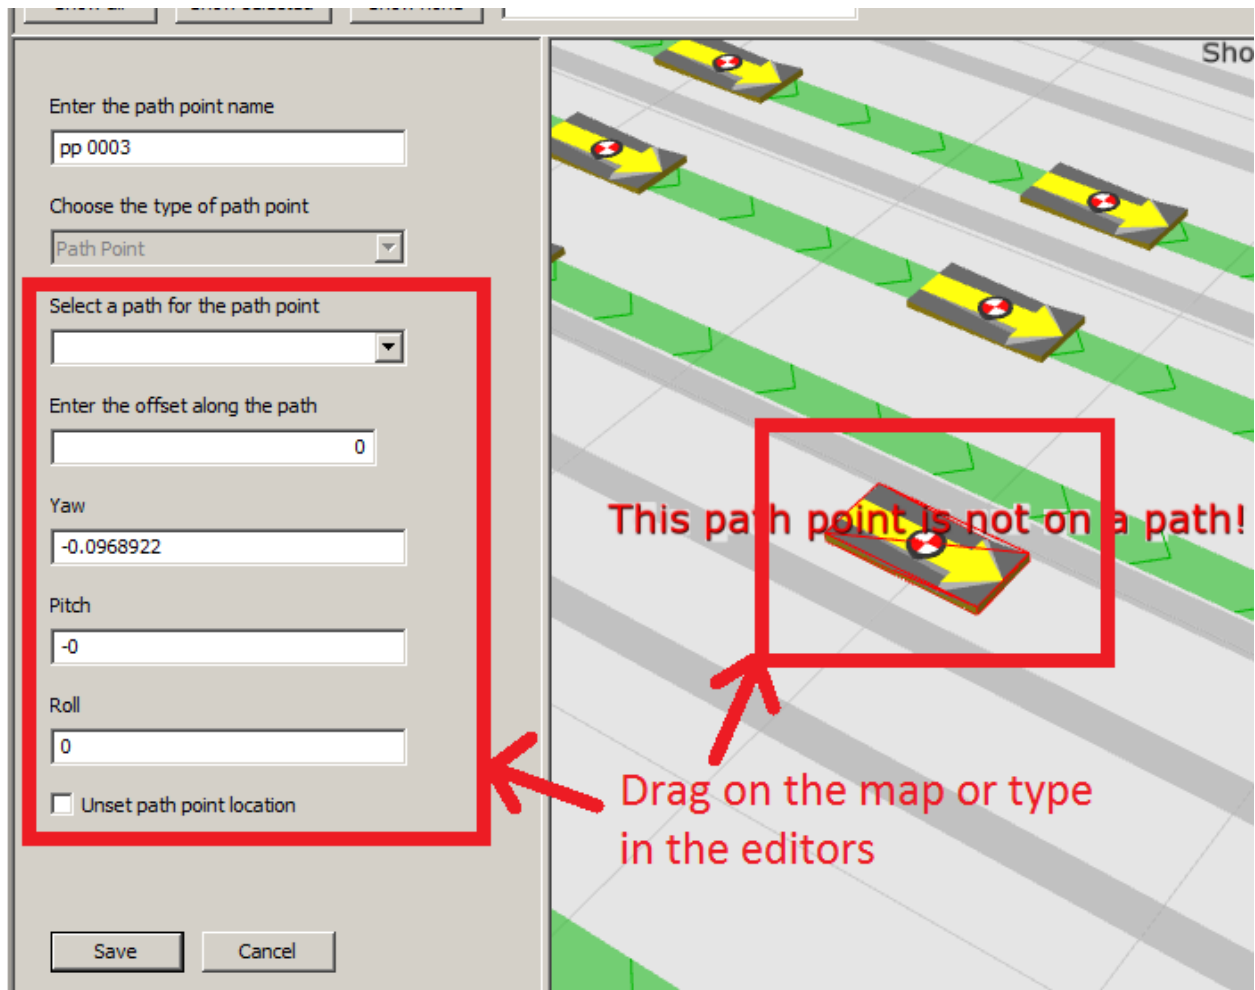 Sho
Enter the path point name
pp 0003
Choose the type of path point
Path Point
Select a path for the path point
Enter the offset along the path
0
Yaw
-0.0968922
Pitch
-0
Roll
0
Unset path point location
Save Cancel
This path point is not on a path!
Drag on the map or type
in the editors